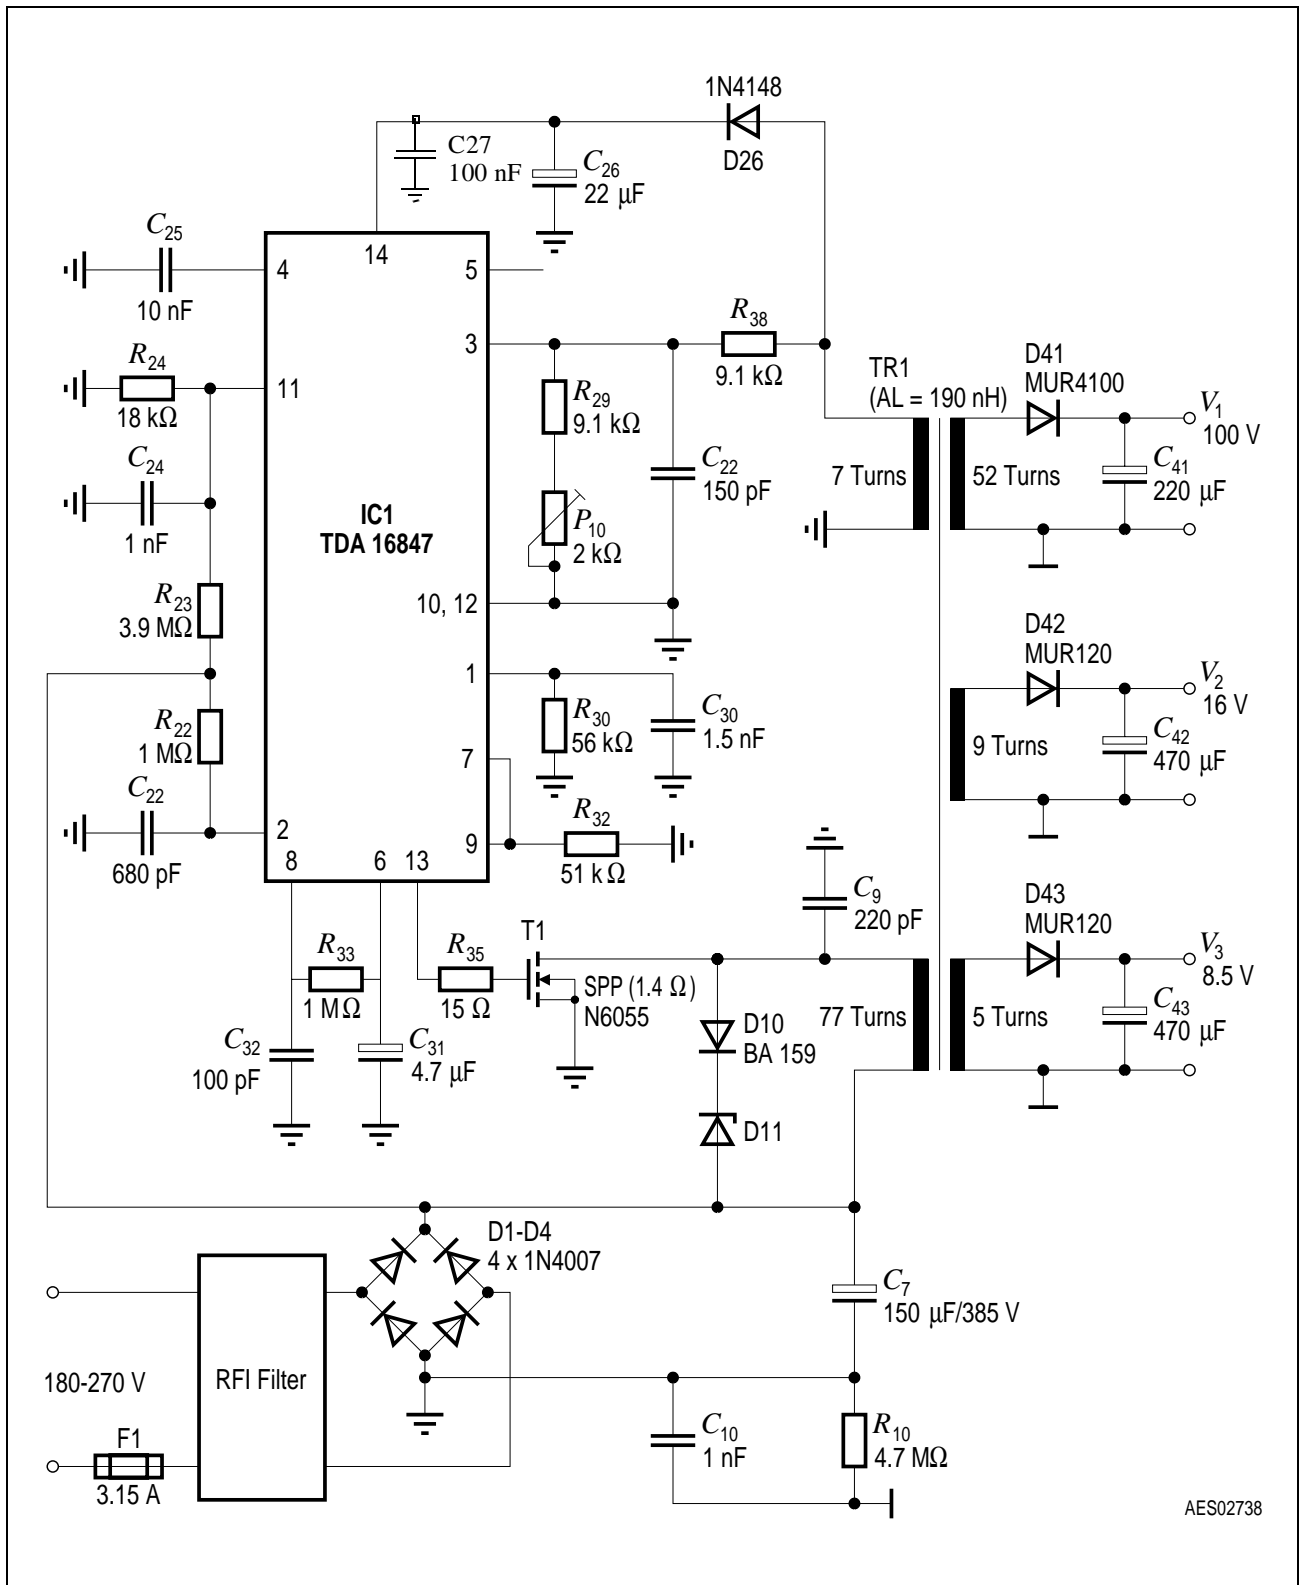 1N4148
D26
C27
100 nF
C26
22 µF
C25
10 nF
14
4
5
3
R38
9.1 kΩ
R24
18 kΩ
11
R29
9.1 kΩ
TR1
(AL = 190 nH)
D41
MUR4100
V1
100 V
C24
1 nF
IC1
TDA 16847
P10
2 kΩ
C22
150 pF
7 Turns
52 Turns
C41
220 µF
R23
3.9 MΩ
10, 12
D42
MUR120
V2
16 V
1
R22
1 MΩ
R30
56 kΩ
C30
1.5 nF
9 Turns
C42
470 µF
7
C22
680 pF
2
9
R32
51 k Ω
8
6
13
C9
220 pF
D43
MUR120
V3
8.5 V
R33
1 MΩ
R35
15 Ω
T1
SPP (1.4 Ω)
N6055
77 Turns
5 Turns
C43
470 µF
C32
100 pF
C31
4.7 µF
D10
BA 159
D11
D1-D4
4 x 1N4007
C7
150 µF/385 V
180-270 V
RFI Filter
F1
3.15 A
C10
1 nF
R10
4.7 MΩ
AES02738